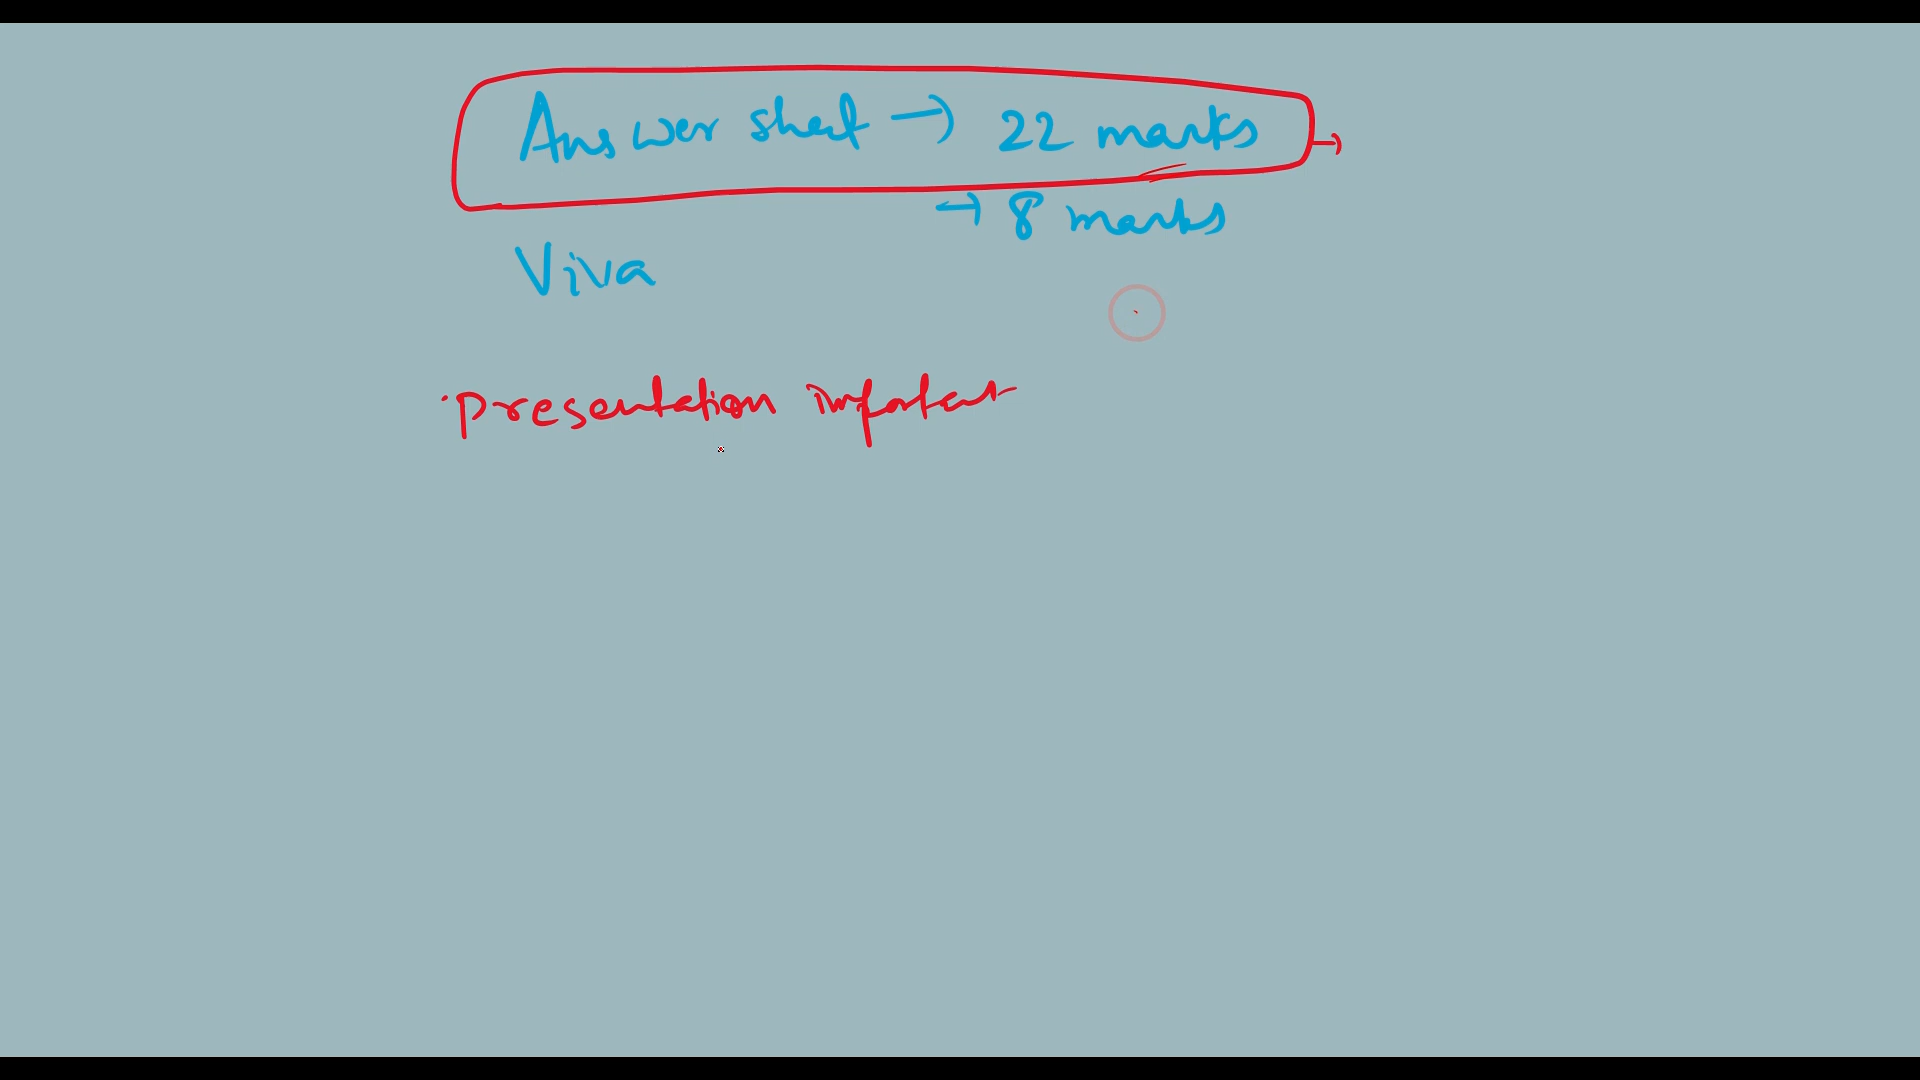 Answer sheet → 22 marks →
→ 8 marks
Viva
· Presentation important